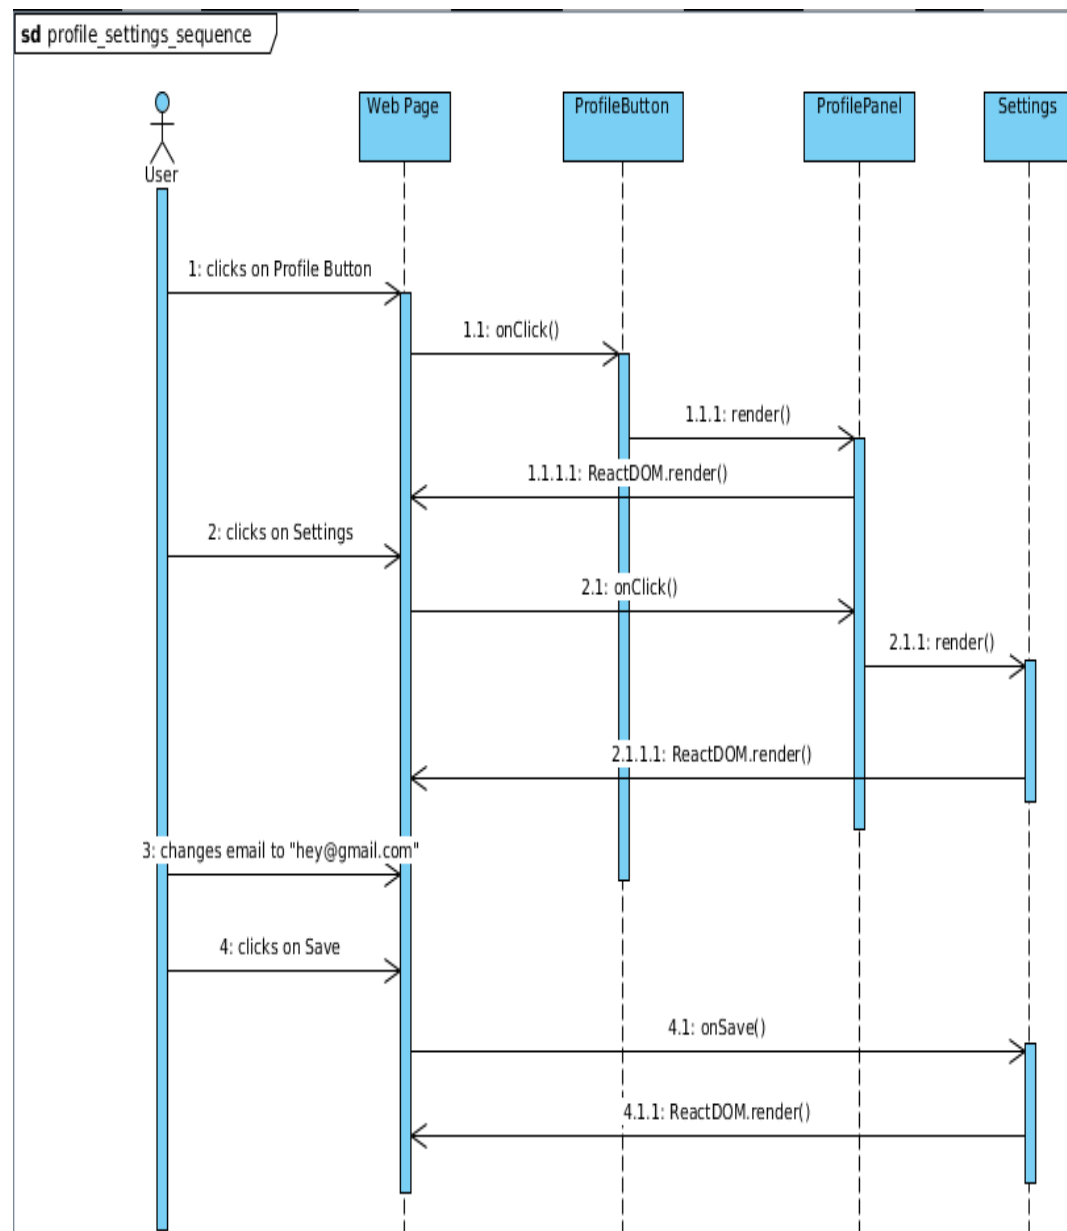 sd profile_settings_sequence
Web Page
ProfileButton
ProfilePanel
Settings
User
1: clicks on Profile Button
1.1: onClick()
1.1.1: render()
1.1.1.1: ReactDOM.render()
2: clicks on Settings
2.1: onClick()
2.1.1: render()
2.1.1.1: ReactDOM.render()
3: changes email to "hey@gmail.com"
4: clicks on Save
4.1: onSave()
4.1.1: ReactDOM.render()